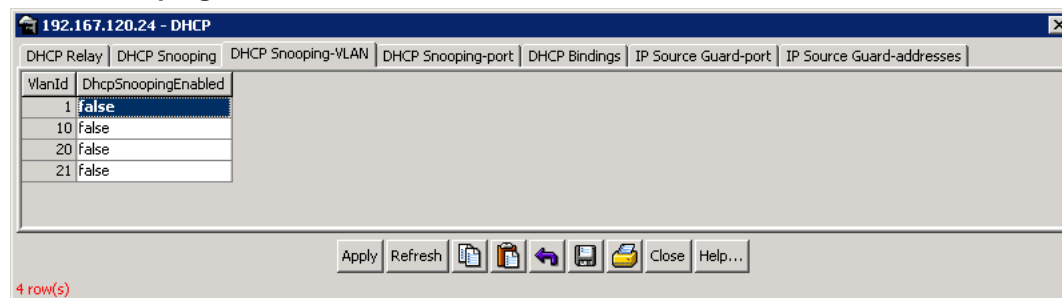 192.167.120.24 - DHCP
DHCP Relay DHCP Snooping DHCP Snooping-VLAN DHCP Snooping-port DHCP Bindings IP Source Guard-port IP Source Guard-addresses
VlanId DhcpSnoopingEnabled
1 false
10 false
20 false
21 false
Apply Refresh Close Help...
4 row(s)